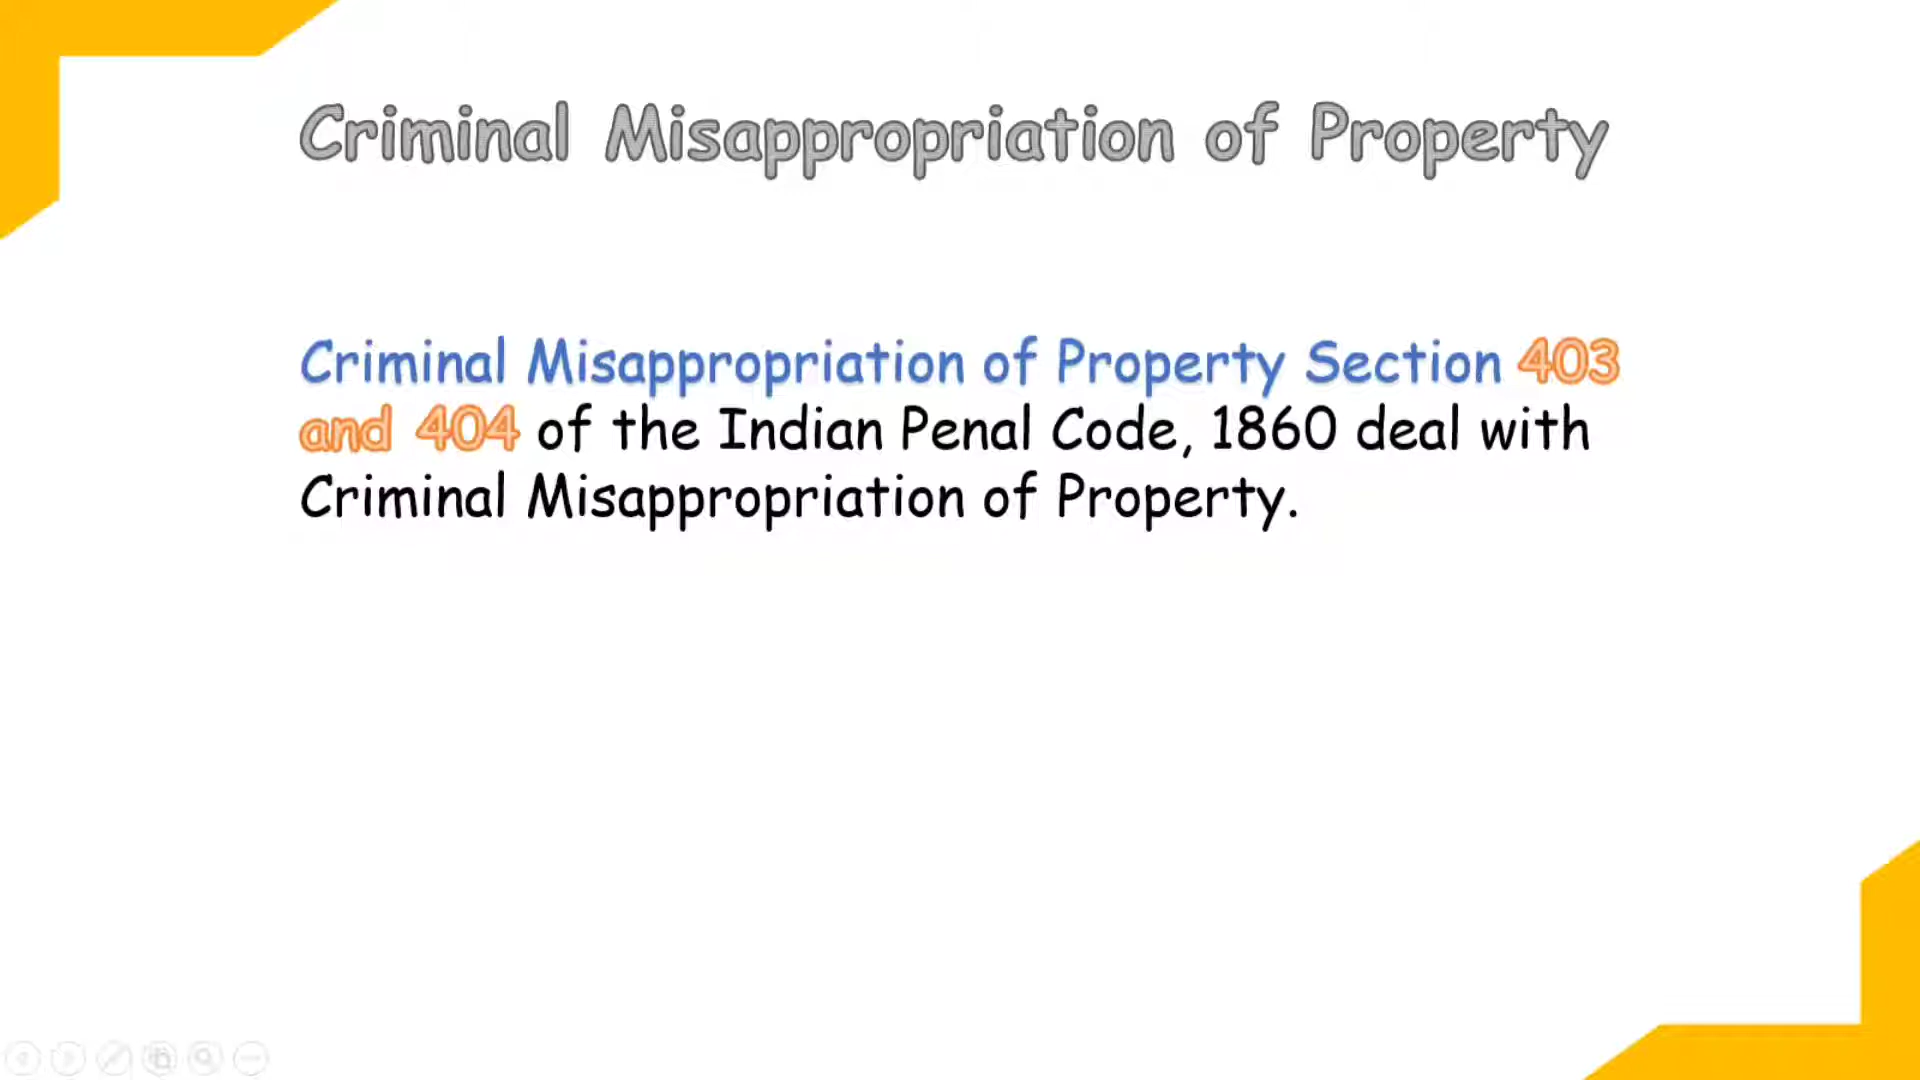 Criminal Misappropriation of Property
Criminal Misappropriation of Property Section 403
and 404 of the Indian Penal Code, 1860 deal with
Criminal Misappropriation of Property.